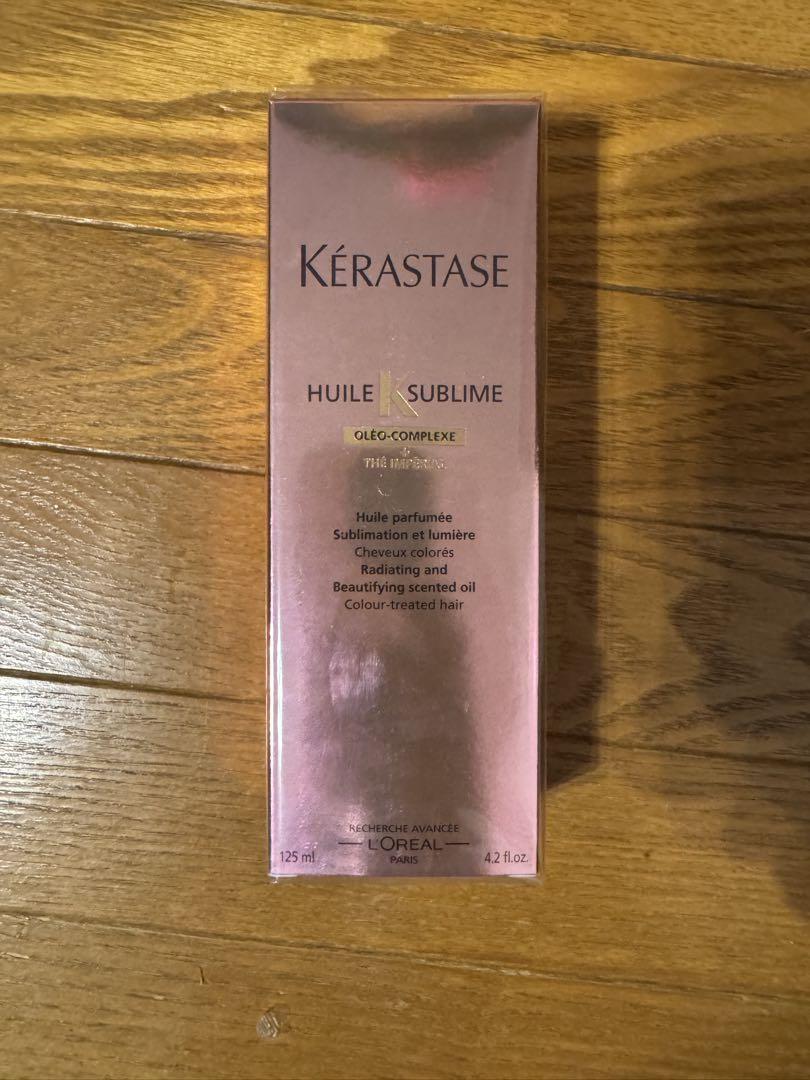 KÉRASTASE
HUILE K SUBLIME
OLÉO-COMPLEXE
+
THÉ IMPÉRIAL
Huile parfumée
Sublimation et lumière
Cheveux colorés
Radiating and
Beautifying scented oil
Colour-treated hair
RECHERCHE AVANCÉE
L'ORÉAL
PARIS
125 ml 4.2 fl.oz.